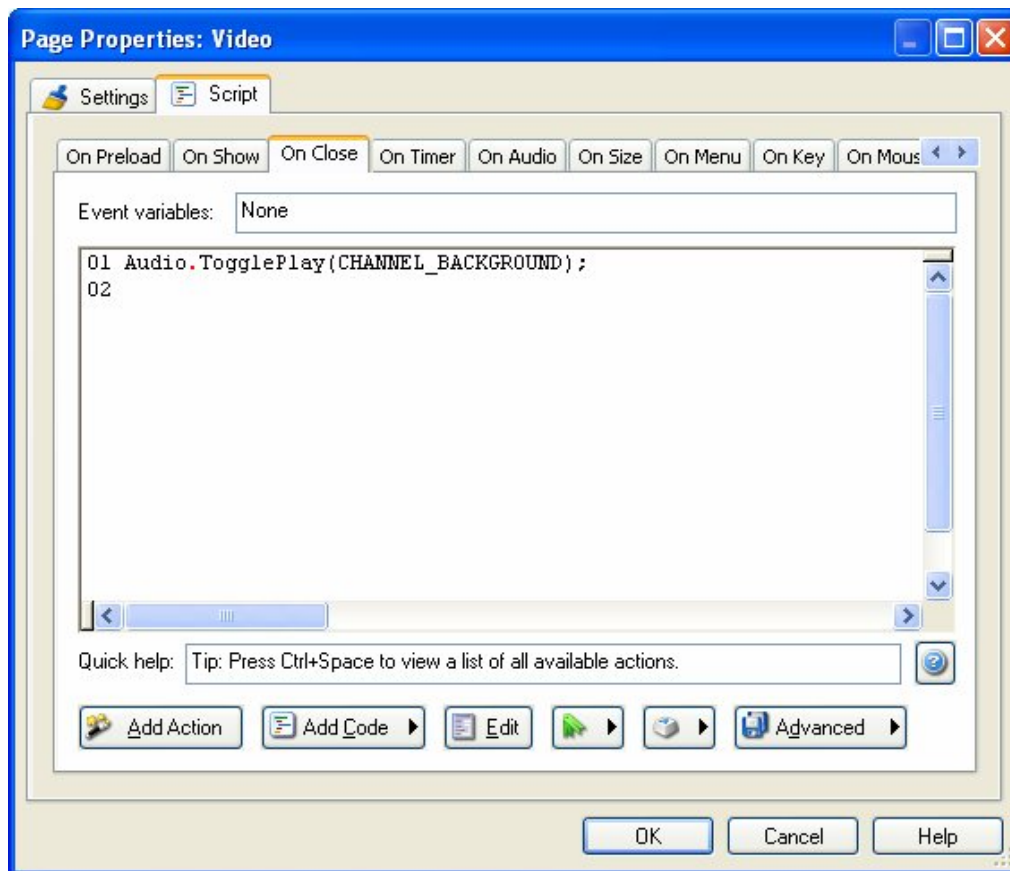 Page Properties: Video
Settings Script
On Preload On Show On Close On Timer On Audio On Size On Menu On Key On Mous
Event variables: None
01 Audio.TogglePlay(CHANNEL_BACKGROUND);
02
Quick help: Tip: Press Ctrl+Space to view a list of all available actions.
Add Action Add Code Edit Advanced
OK Cancel Help